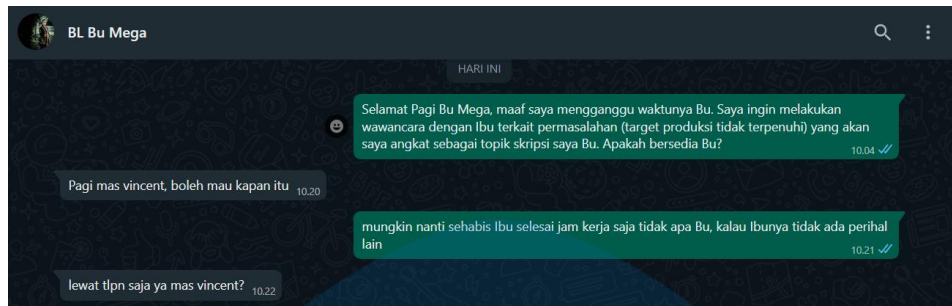 BL Bu Mega
HARI INI
Selamat Pagi Bu Mega, maaf saya mengganggu waktunya Bu. Saya ingin melakukan
wawancara dengan Ibu terkait permasalahan (target produksi tidak terpenuhi) yang akan
saya angkat sebagai topik skripsi saya Bu. Apakah bersedia Bu?
10.04
Pagi mas vincent, boleh mau kapan itu 10.20
mungkin nanti sehabis Ibu selesai jam kerja saja tidak apa Bu, kalau Ibunya tidak ada perihal
lain
10.21
lewat tlpn saja ya mas vincent? 10.22